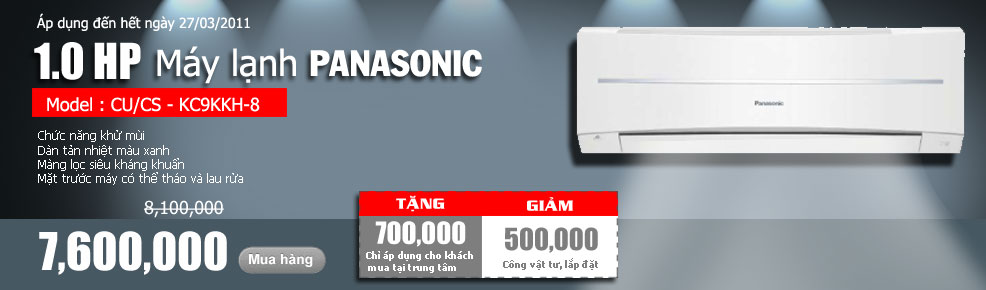 Áp dụng đến hết ngày 27/03/2011
1.0 HP Máy lạnh PANASONIC
Model : CU/CS - KC9KKH-8
Chức năng khử mùi
Dàn tản nhiệt màu xanh
Màng lọc siêu kháng khuẩn
Mặt trước máy có thể tháo và lau rửa
8,100,000
7,600,000
Mua hàng
TẶNG
700,000
Chỉ áp dụng cho khách
mua tại trung tâm
GIẢM
500,000
Công vật tư, lắp đặt
Panasonic